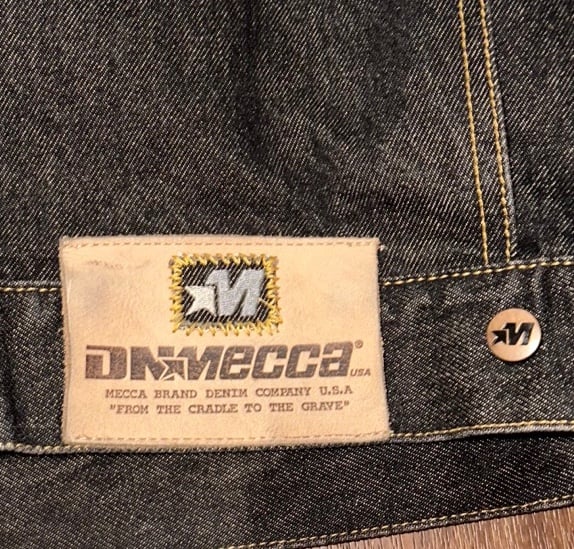 M
DNMECCA® USA
MECCA BRAND DENIM COMPANY U.S.A
"FROM THE CRADLE TO THE GRAVE"
M